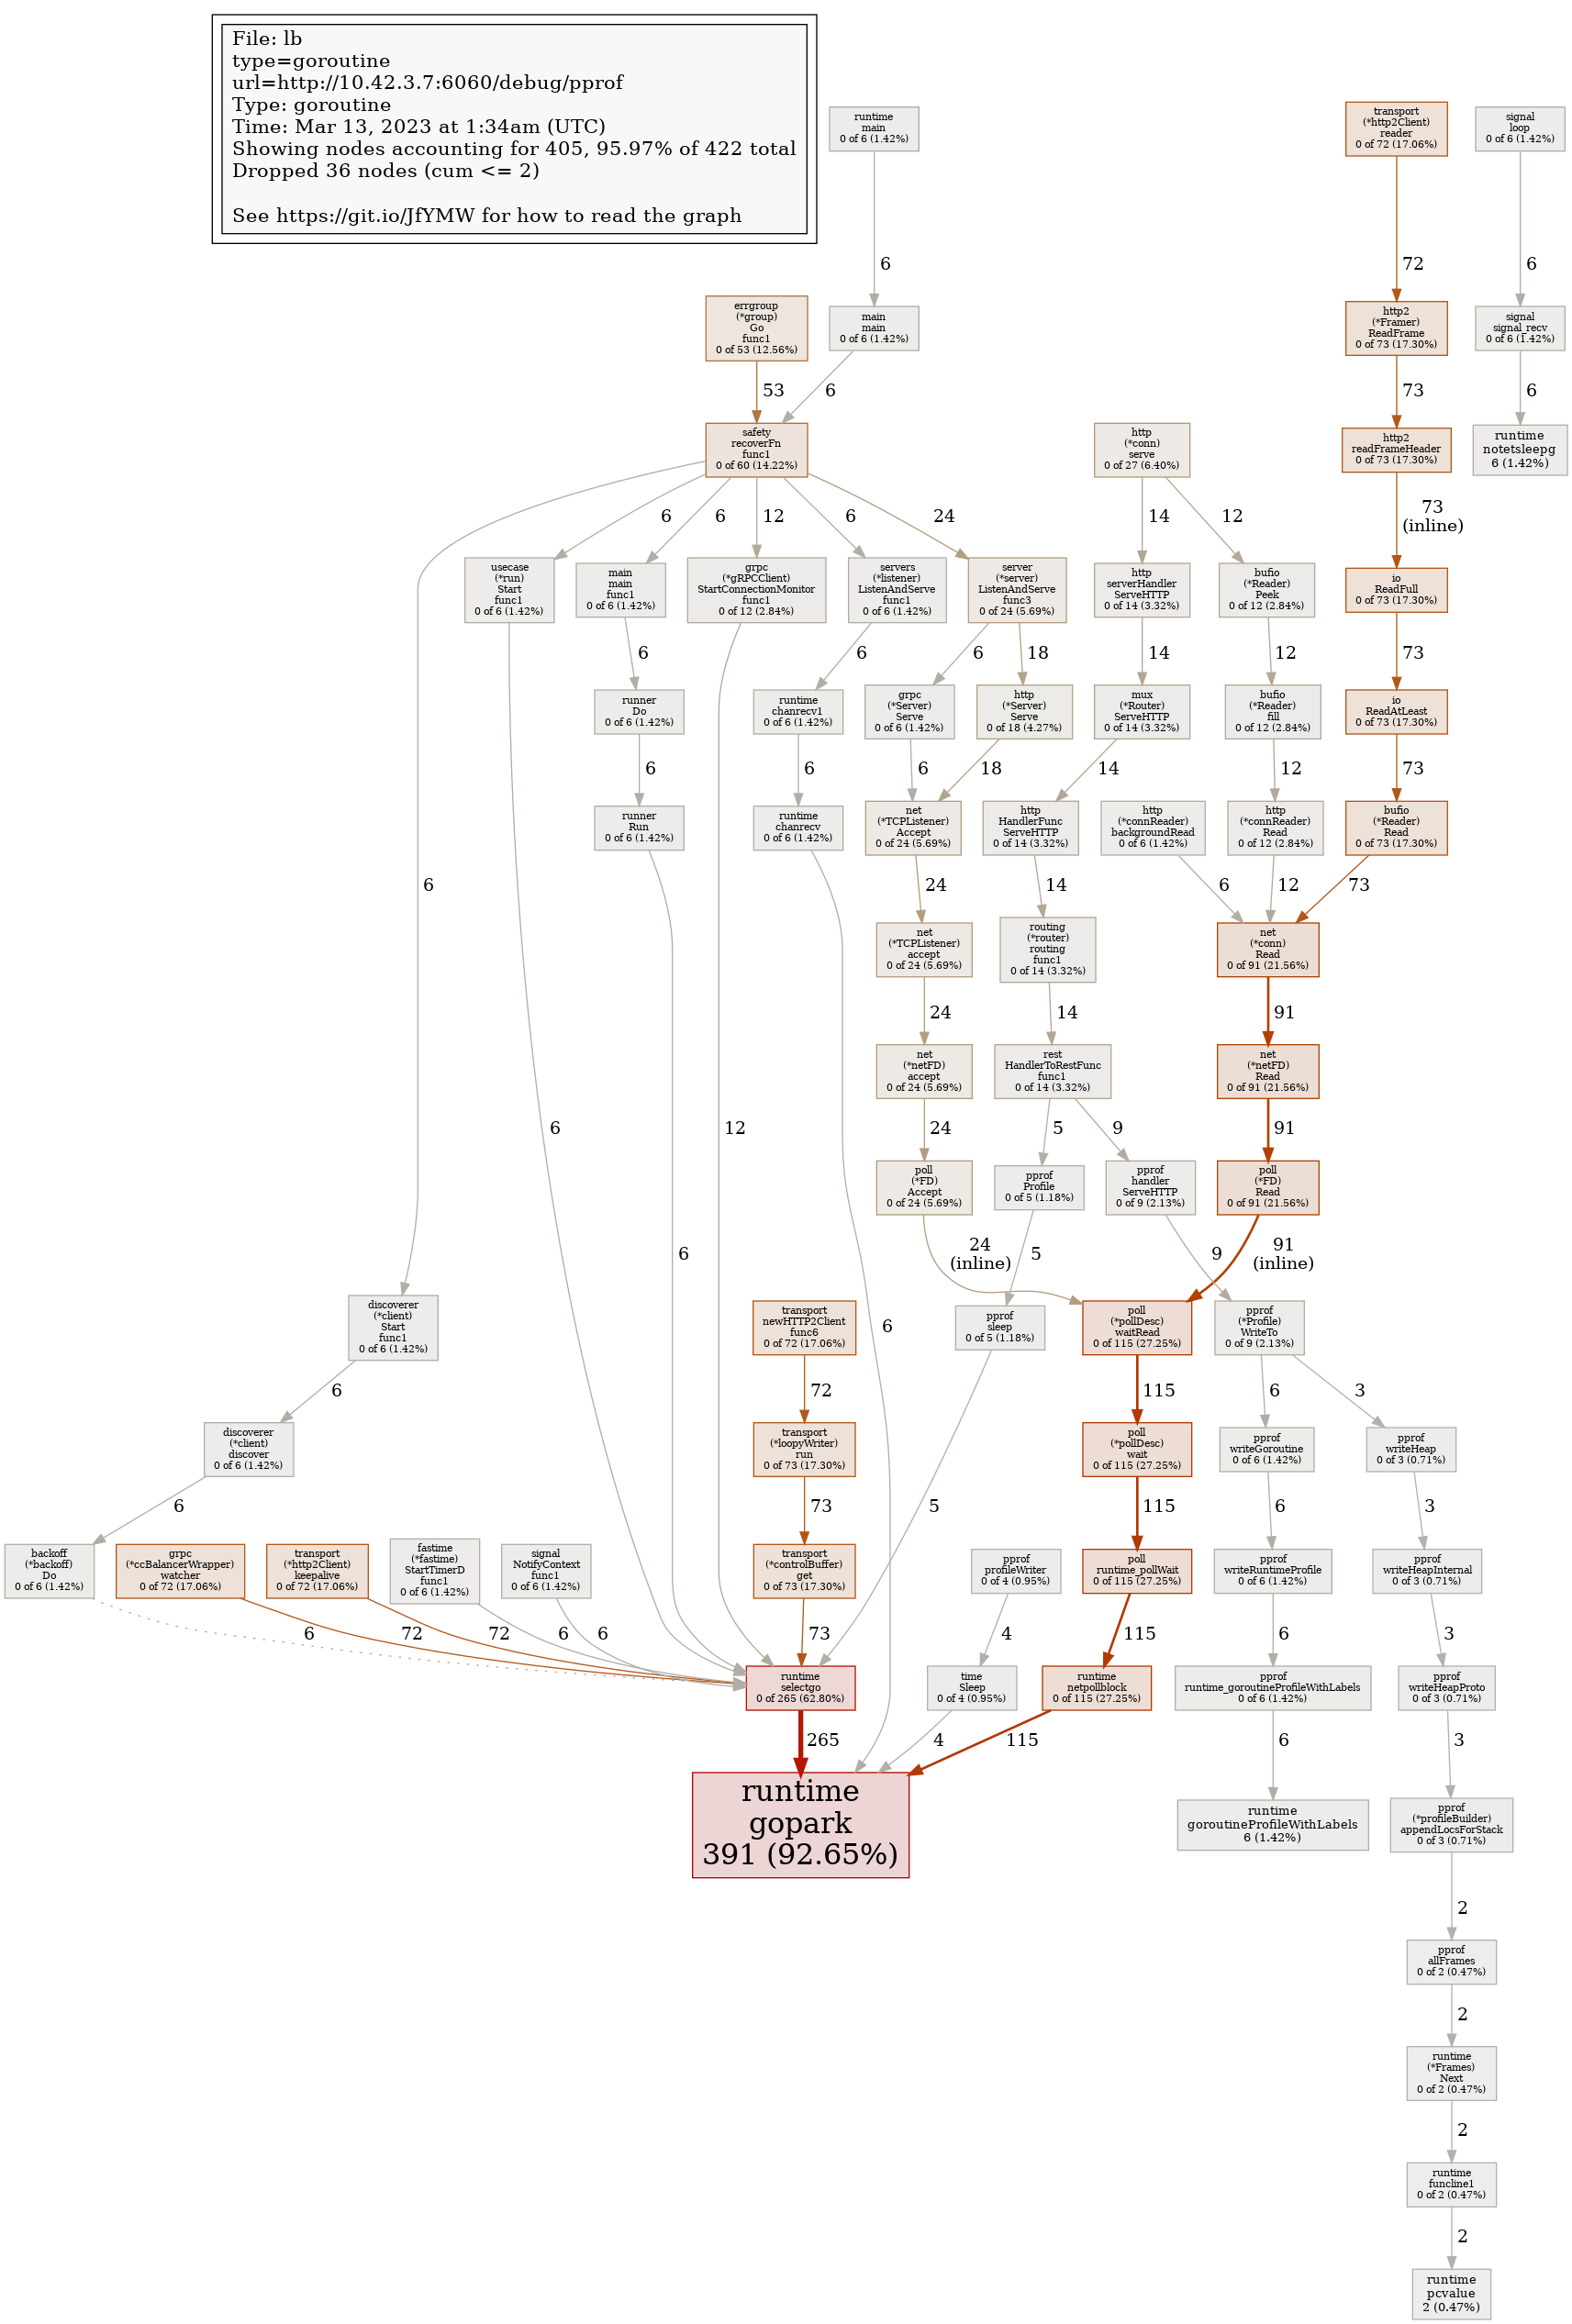 File: lb
type=goroutine
url=http://10.42.3.7:6060/debug/pprof
Type: goroutine
Time: Mar 13, 2023 at 1:34am (UTC)
Showing nodes accounting for 405, 95.97% of 422 total
Dropped 36 nodes (cum <= 2)
See https://git.io/JfYMW for how to read the graph
runtime
main
0 of 6 (1.42%)
transport
(*http2Client)
reader
0 of 72 (17.06%)
signal
loop
0 of 6 (1.42%)
6
72
6
errgroup
(*group)
Go
func1
0 of 53 (12.56%)
main
main
0 of 6 (1.42%)
http2
(*Framer)
ReadFrame
0 of 73 (17.30%)
signal
signal_recv
0 of 6 (1.42%)
53
6
73
6
safety
recoverFn
func1
0 of 60 (14.22%)
http
(*conn)
serve
0 of 27 (6.40%)
http2
readFrameHeader
0 of 73 (17.30%)
runtime
notetsleepg
6 (1.42%)
6
6
12
6
24
14
12
73
(inline)
usecase
(*run)
Start
func1
0 of 6 (1.42%)
main
main
func1
0 of 6 (1.42%)
grpc
(*gRPCClient)
StartConnectionMonitor
func1
0 of 12 (2.84%)
servers
(*listener)
ListenAndServe
func1
0 of 6 (1.42%)
server
(*server)
ListenAndServe
func3
0 of 24 (5.69%)
http
serverHandler
ServeHTTP
0 of 14 (3.32%)
bufio
(*Reader)
Peek
0 of 12 (2.84%)
io
ReadFull
0 of 73 (17.30%)
6
6
6
18
14
12
73
runner
Do
0 of 6 (1.42%)
runtime
chanrecv1
0 of 6 (1.42%)
grpc
(*Server)
Serve
0 of 6 (1.42%)
http
(*Server)
Serve
0 of 18 (4.27%)
mux
(*Router)
ServeHTTP
0 of 14 (3.32%)
bufio
(*Reader)
fill
0 of 12 (2.84%)
io
ReadAtLeast
0 of 73 (17.30%)
6
6
6
18
14
12
73
runner
Run
0 of 6 (1.42%)
runtime
chanrecv
0 of 6 (1.42%)
net
(*TCPListener)
Accept
0 of 24 (5.69%)
http
HandlerFunc
ServeHTTP
0 of 14 (3.32%)
http
(*connReader)
backgroundRead
0 of 6 (1.42%)
http
(*connReader)
Read
0 of 12 (2.84%)
bufio
(*Reader)
Read
0 of 73 (17.30%)
6
24
14
6
12
73
net
(*TCPListener)
accept
0 of 24 (5.69%)
routing
(*router)
routing
func1
0 of 14 (3.32%)
net
(*conn)
Read
0 of 91 (21.56%)
24
14
91
net
(*netFD)
accept
0 of 24 (5.69%)
rest
HandlerToRestFunc
func1
0 of 14 (3.32%)
net
(*netFD)
Read
0 of 91 (21.56%)
6
12
24
5
9
91
poll
(*FD)
Accept
0 of 24 (5.69%)
pprof
Profile
0 of 5 (1.18%)
pprof
handler
ServeHTTP
0 of 9 (2.13%)
poll
(*FD)
Read
0 of 91 (21.56%)
6
24
(inline)
5
9
91
(inline)
discoverer
(*client)
Start
func1
0 of 6 (1.42%)
transport
newHTTP2Client
func6
0 of 72 (17.06%)
6
pprof
sleep
0 of 5 (1.18%)
poll
(*pollDesc)
waitRead
0 of 115 (27.25%)
pprof
(*Profile)
WriteTo
0 of 9 (2.13%)
6
72
115
6
3
discoverer
(*client)
discover
0 of 6 (1.42%)
transport
(*loopyWriter)
run
0 of 73 (17.30%)
poll
(*pollDesc)
wait
0 of 115 (27.25%)
pprof
writeGoroutine
0 of 6 (1.42%)
pprof
writeHeap
0 of 3 (0.71%)
6
73
5
115
6
3
backoff
(*backoff)
Do
0 of 6 (1.42%)
grpc
(*ccBalancerWrapper)
watcher
0 of 72 (17.06%)
transport
(*http2Client)
keepalive
0 of 72 (17.06%)
fastime
(*fastime)
StartTimerD
func1
0 of 6 (1.42%)
signal
NotifyContext
func1
0 of 6 (1.42%)
transport
(*controlBuffer)
get
0 of 73 (17.30%)
pprof
profileWriter
0 of 4 (0.95%)
poll
runtime_pollWait
0 of 115 (27.25%)
pprof
writeRuntimeProfile
0 of 6 (1.42%)
pprof
writeHeapInternal
0 of 3 (0.71%)
6
72
72
6
6
73
4
115
6
3
runtime
selectgo
0 of 265 (62.80%)
time
Sleep
0 of 4 (0.95%)
runtime
netpollblock
0 of 115 (27.25%)
pprof
runtime_goroutineProfileWithLabels
0 of 6 (1.42%)
pprof
writeHeapProto
0 of 3 (0.71%)
265
4
115
6
3
runtime
gopark
391 (92.65%)
runtime
goroutineProfileWithLabels
6 (1.42%)
pprof
(*profileBuilder)
appendLocsForStack
0 of 3 (0.71%)
2
pprof
allFrames
0 of 2 (0.47%)
2
runtime
(*Frames)
Next
0 of 2 (0.47%)
2
runtime
funcline1
0 of 2 (0.47%)
2
runtime
pcvalue
2 (0.47%)